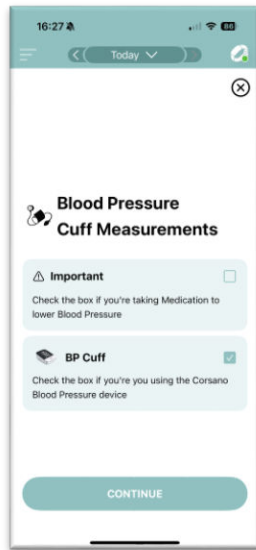 16:27
86
Today
Blood Pressure
Cuff Measurements
Important
Check the box if you're taking Medication to
lower Blood Pressure
BP Cuff
Check the box if you're you using the Corsano
Blood Pressure device
CONTINUE